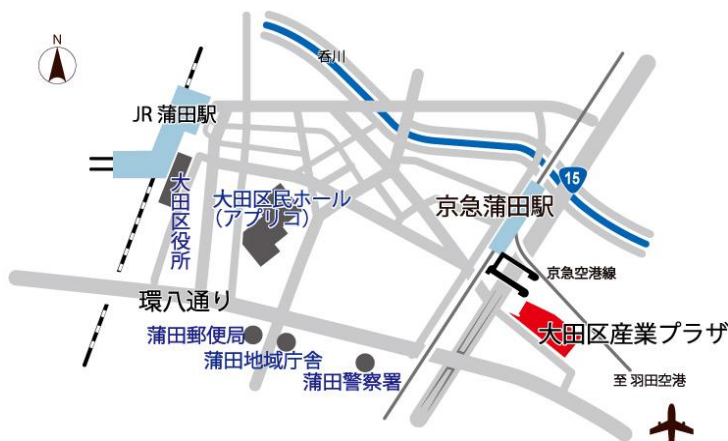 N
呑川
JR 蒲田駅
15
大田区役所
大田区民ホール
（アプリコ）
京急蒲田駅
京急空港線
環八通り
蒲田郵便局
蒲田地域庁舎
蒲田警察署
大田区産業プラザ
至 羽田空港